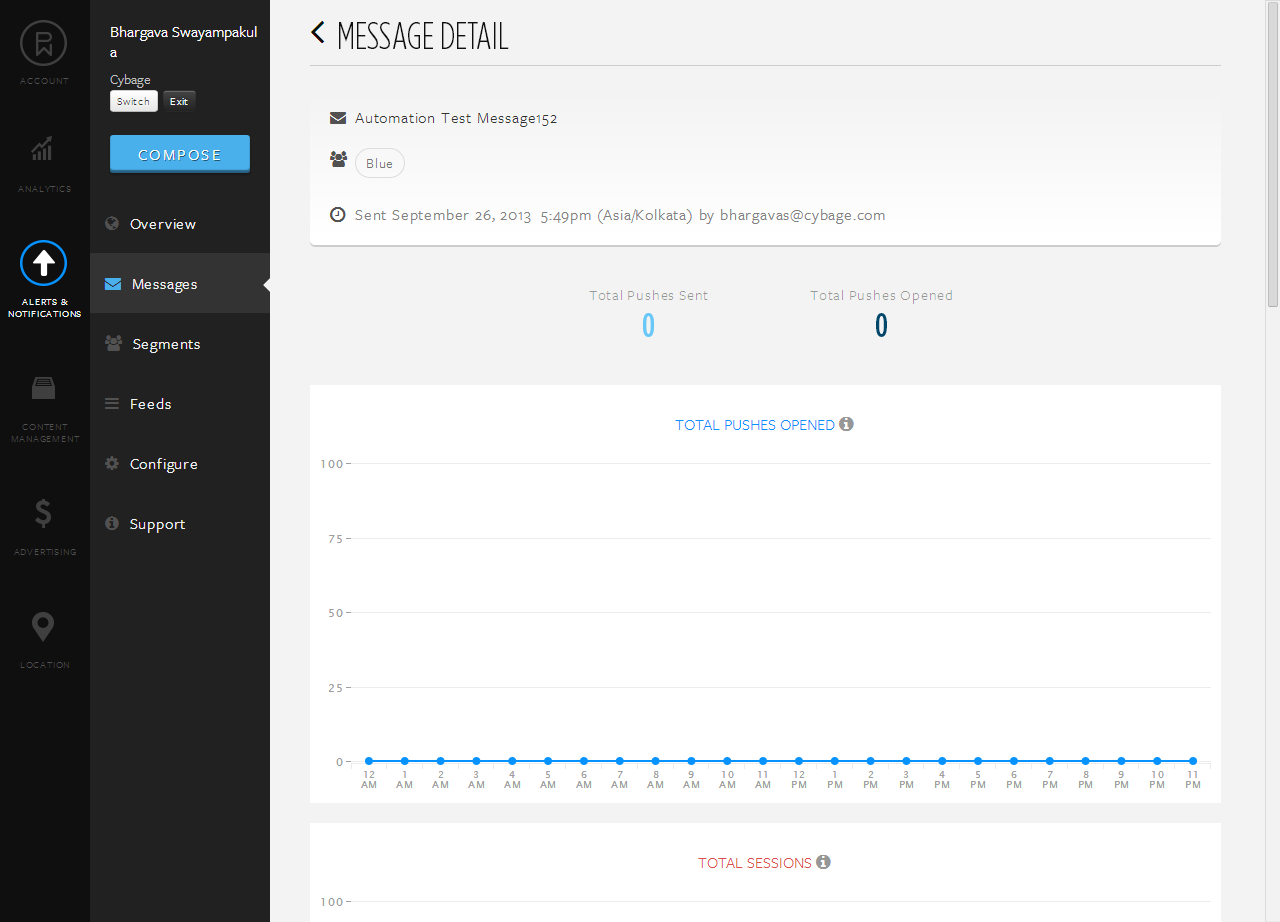 ACCOUNT
ANALYTICS
ALERTS &
NOTIFICATIONS
CONTENT
MANAGEMENT
ADVERTISING
LOCATION
Bhargava Swayampakul
a
Cybage
Switch Exit
COMPOSE
Overview
Messages
Segments
Feeds
Configure
Support
MESSAGE DETAIL
Automation Test Message152
Blue
Sent September 26, 2013 5:49pm (Asia/Kolkata) by bhargavas@cybage.com
Total Pushes Sent
0
Total Pushes Opened
0
TOTAL PUSHES OPENED
100
75
50
25
0
12 1 2 3 4 5 6 7 8 9 10 11 12 1 2 3 4 5 6 7 8 9 10 11
AM AM AM AM AM AM AM AM AM AM AM AM PM PM PM PM PM PM PM PM PM PM PM PM
TOTAL SESSIONS
100